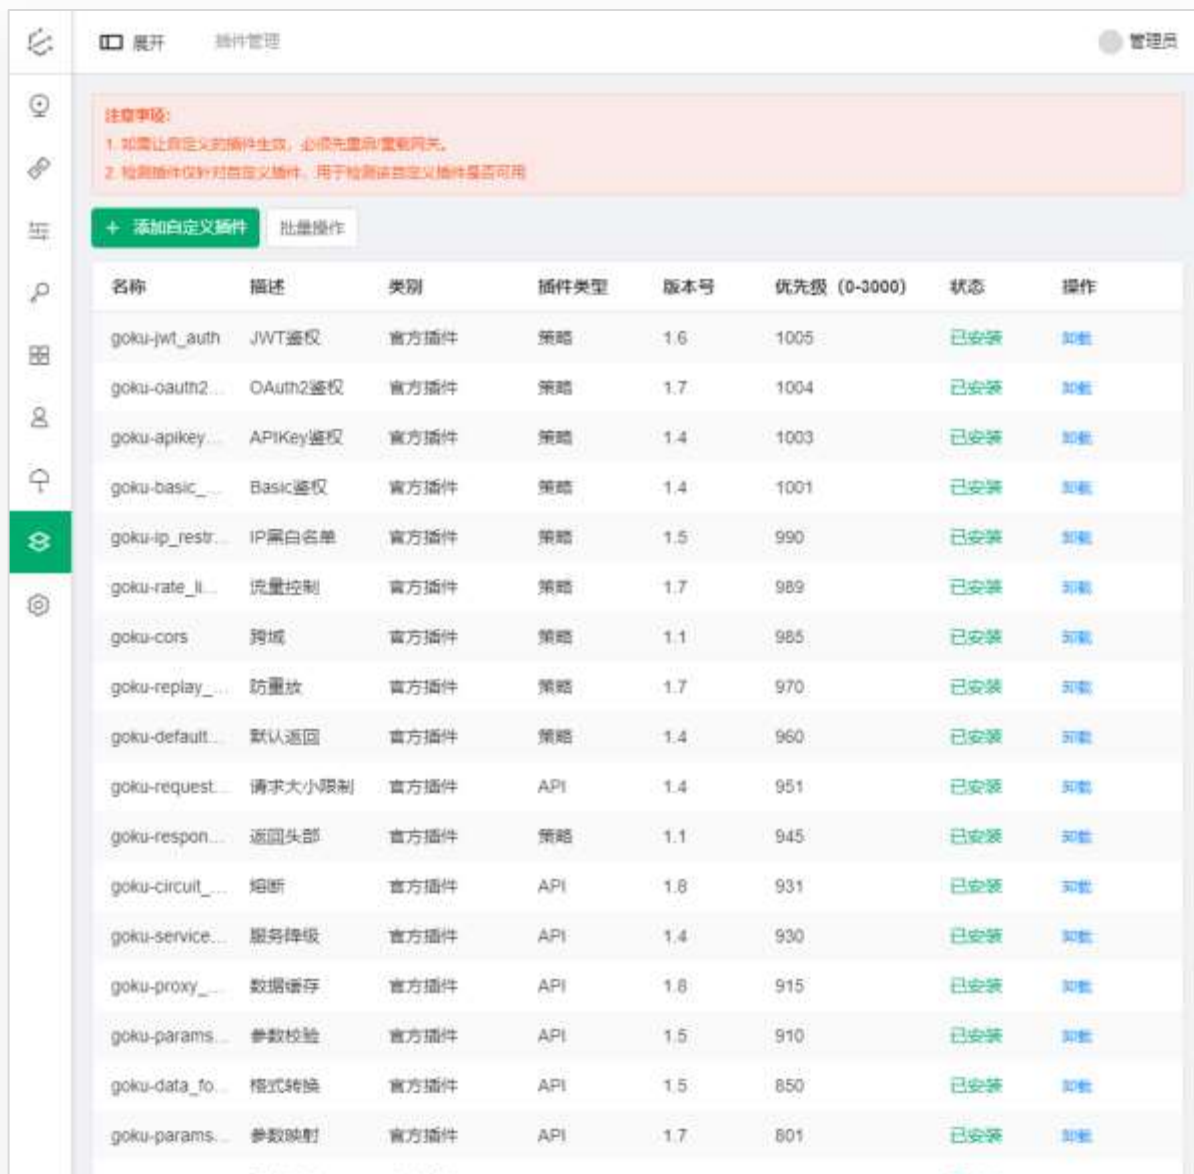 展开 插件管理 管理员
注意事项:
1. 如需让自定义的插件生效，必须先重启/重载网关。
2. 检测插件仅针对自定义插件，用于检测该自定义插件是否可用
+ 添加自定义插件 批量操作
名称 描述 类别 插件类型 版本号 优先级（0-3000） 状态 操作
goku-jwt_auth JWT鉴权 官方插件 策略 1.6 1005 已安装 卸载
goku-oauth2... OAuth2鉴权 官方插件 策略 1.7 1004 已安装 卸载
goku-apikey... APIKey鉴权 官方插件 策略 1.4 1003 已安装 卸载
goku-basic_... Basic鉴权 官方插件 策略 1.4 1001 已安装 卸载
goku-ip_restr... IP黑白名单 官方插件 策略 1.5 990 已安装 卸载
goku-rate_li... 流量控制 官方插件 策略 1.7 989 已安装 卸载
goku-cors 跨域 官方插件 策略 1.1 985 已安装 卸载
goku-replay_... 防重放 官方插件 策略 1.7 970 已安装 卸载
goku-default... 默认返回 官方插件 策略 1.4 960 已安装 卸载
goku-request... 请求大小限制 官方插件 API 1.4 951 已安装 卸载
goku-respon... 返回头部 官方插件 策略 1.1 945 已安装 卸载
goku-circuit_... 熔断 官方插件 API 1.8 931 已安装 卸载
goku-service... 服务降级 官方插件 API 1.4 930 已安装 卸载
goku-proxy_... 数据缓存 官方插件 API 1.8 915 已安装 卸载
goku-params... 参数校验 官方插件 API 1.5 910 已安装 卸载
goku-data_fo... 格式转换 官方插件 API 1.5 850 已安装 卸载
goku-params... 参数映射 官方插件 API 1.7 801 已安装 卸载